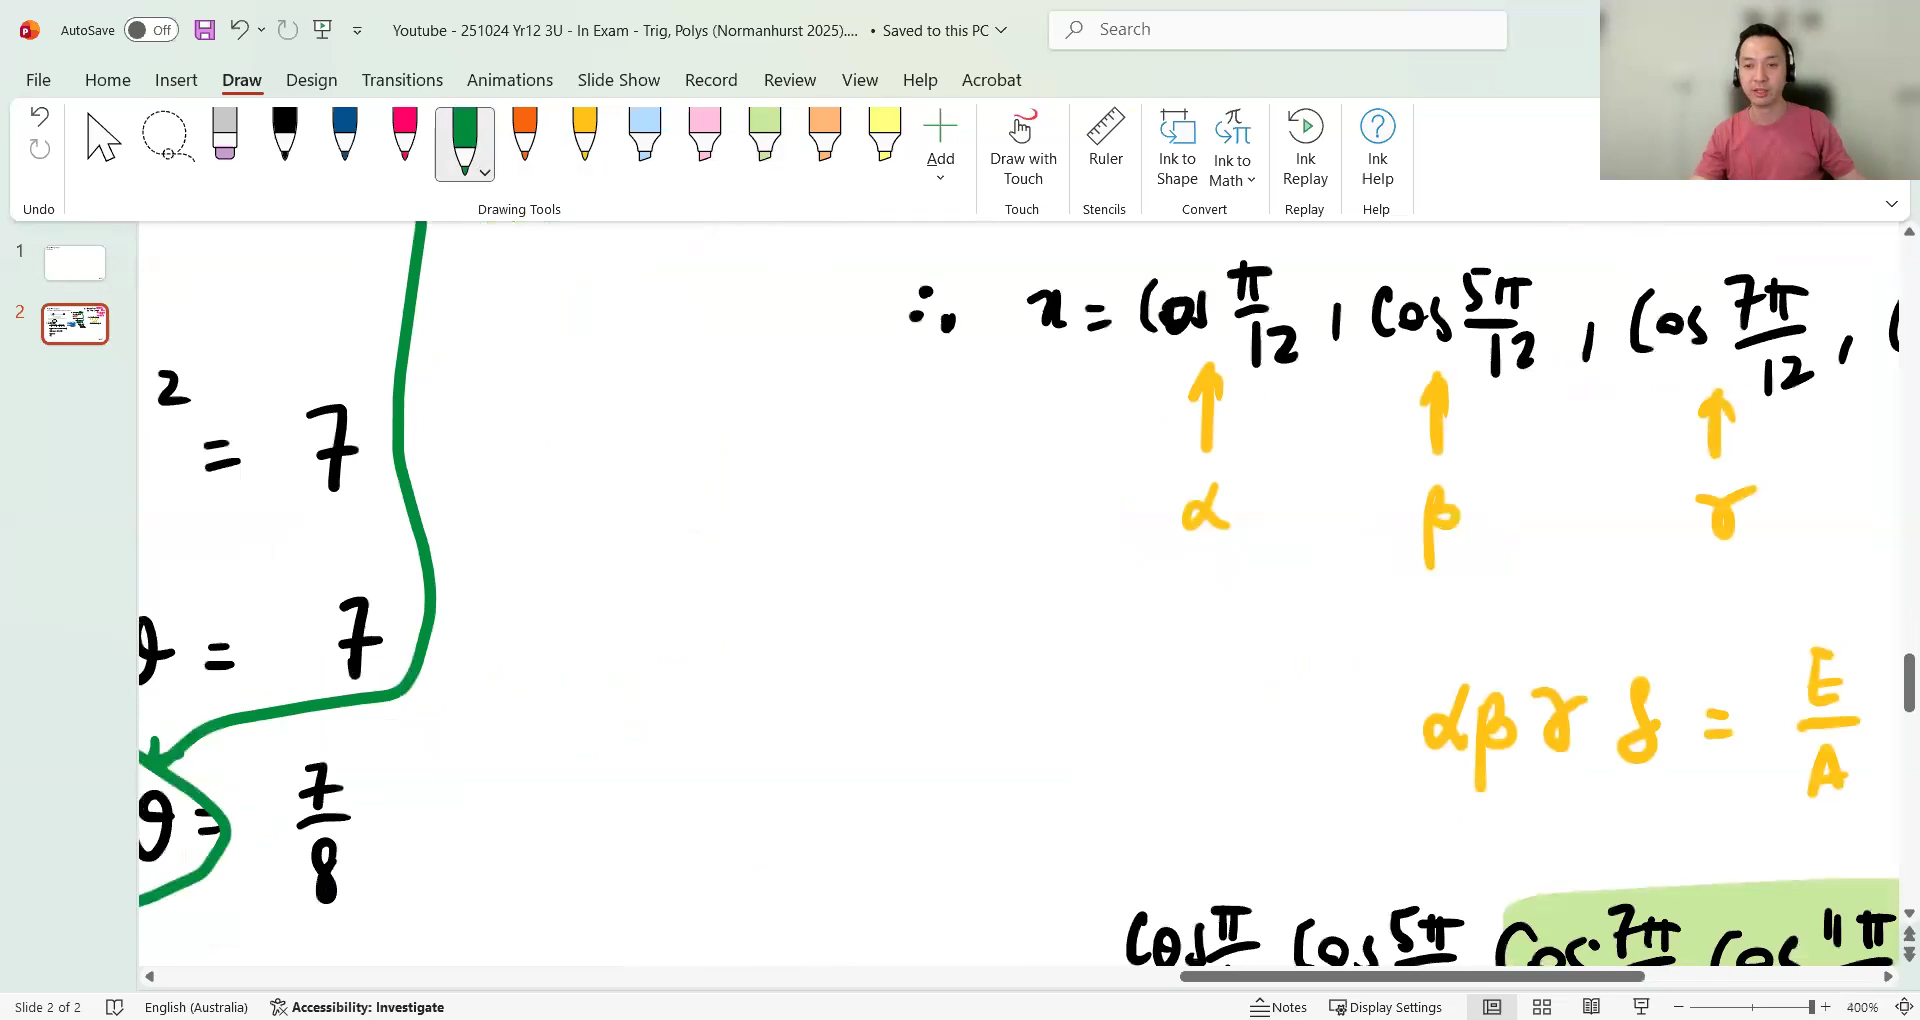 AutoSave Off
Youtube - 251024 Yr12 3U - In Exam - Trig, Polys (Normanhurst 2025).... • Saved to this PC
Search
File Home Insert Draw Design Transitions Animations Slide Show Record Review View Help Acrobat
Add
Draw with Touch
Ruler
Ink to Shape
Ink to Math
Ink Replay
Ink Help
Undo
Drawing Tools
Touch
Stencils
Convert
Replay
Help
1
2
∴ x = cos π/12 , cos 5π/12 , cos 7π/12 , (
2 = 7
α β γ
θ = 7
αβγδ = E/A
θ = 7/8
cos π cos 5π cos 7π cos 11π
Slide 2 of 2 English (Australia) Accessibility: Investigate Notes Display Settings 400%